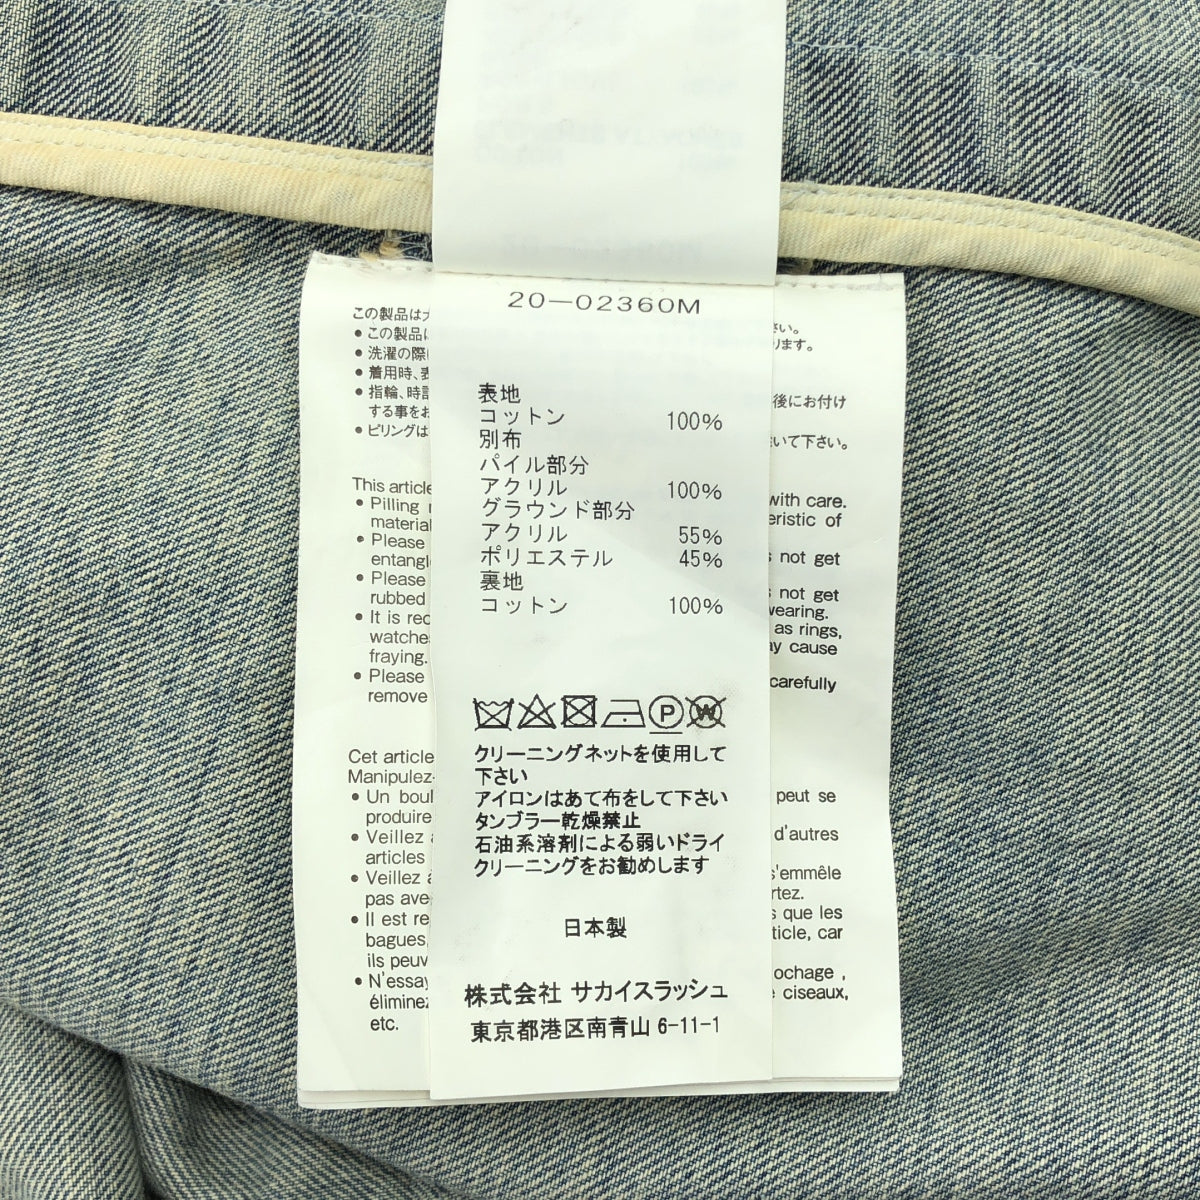 20-02360M
表地
コットン 100%
別布
パイル部分
アクリル 100%
グラウンド部分
アクリル 55%
ポリエステル 45%
裏地
コットン 100%
P W
クリーニングネットを使用して
下さい
アイロンはあて布をして下さい
タンブラー乾燥禁止
石油系溶剤による弱いドライ
クリーニングをお勧めします
日本製
株式会社 サカイスラッシュ
東京都港区南青山 6-11-1
この製品は
• この製品に
• 洗濯の際
• 着用時、
• 指輪、時計 後にお付け
する事をお
• ピリングは いて下さい。
さい。
ります。
This article with care.
• Pilling
material eristic of
• Please
entangle s not get
• Please s not get
rubbed wearing.
• It is rec as rings,
watches ay cause
fraying.
• Please carefully
remove
Cet article
Manipulez-
• Un boul peut se
produire
• Veillez à d'autres
articles
• Veillez à s'emmêle
pas ave rtez.
• Il est re s que les
bagues, ticle, car
ils peuv
• N'essay ochage ,
éliminez e ciseaux,
etc.